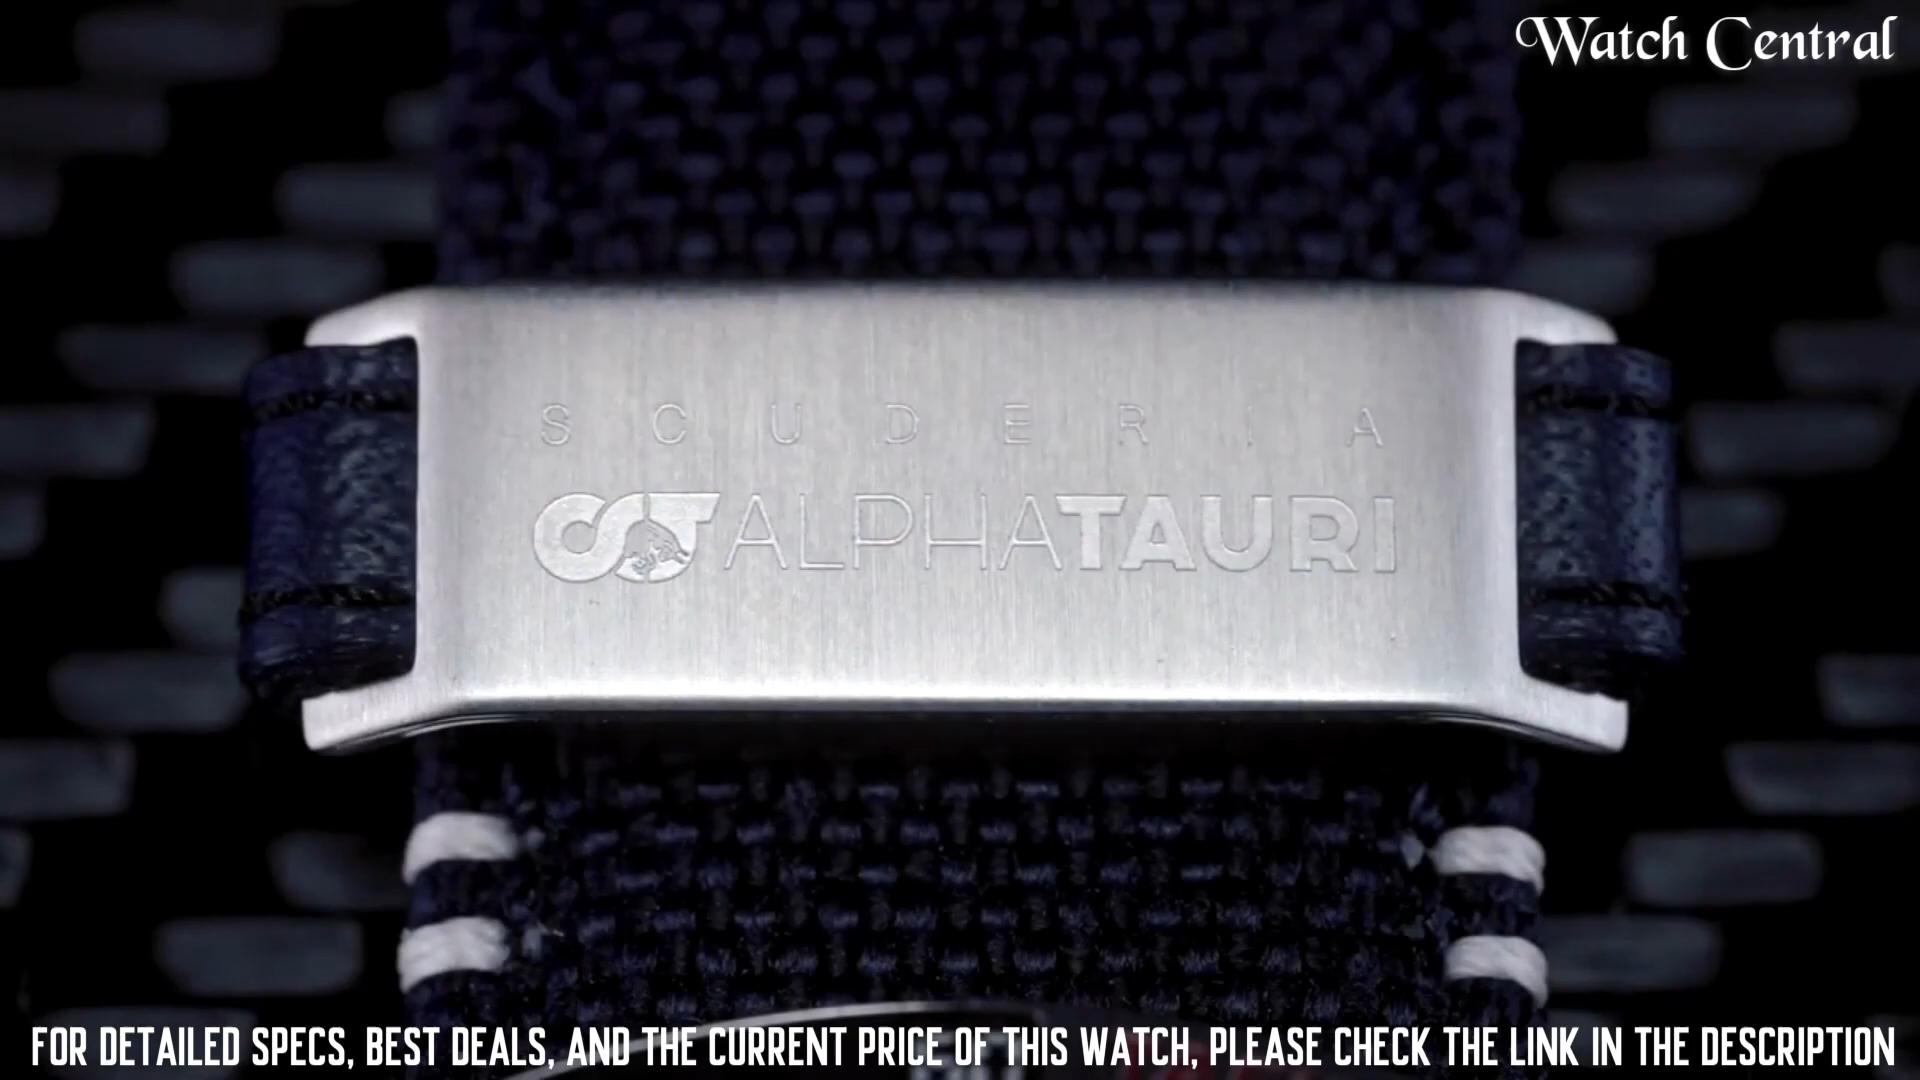 Watch Central
SCUDERIA
ALPHATAURI
FOR DETAILED SPECS, BEST DEALS, AND THE CURRENT PRICE OF THIS WATCH, PLEASE CHECK THE LINK IN THE DESCRIPTION